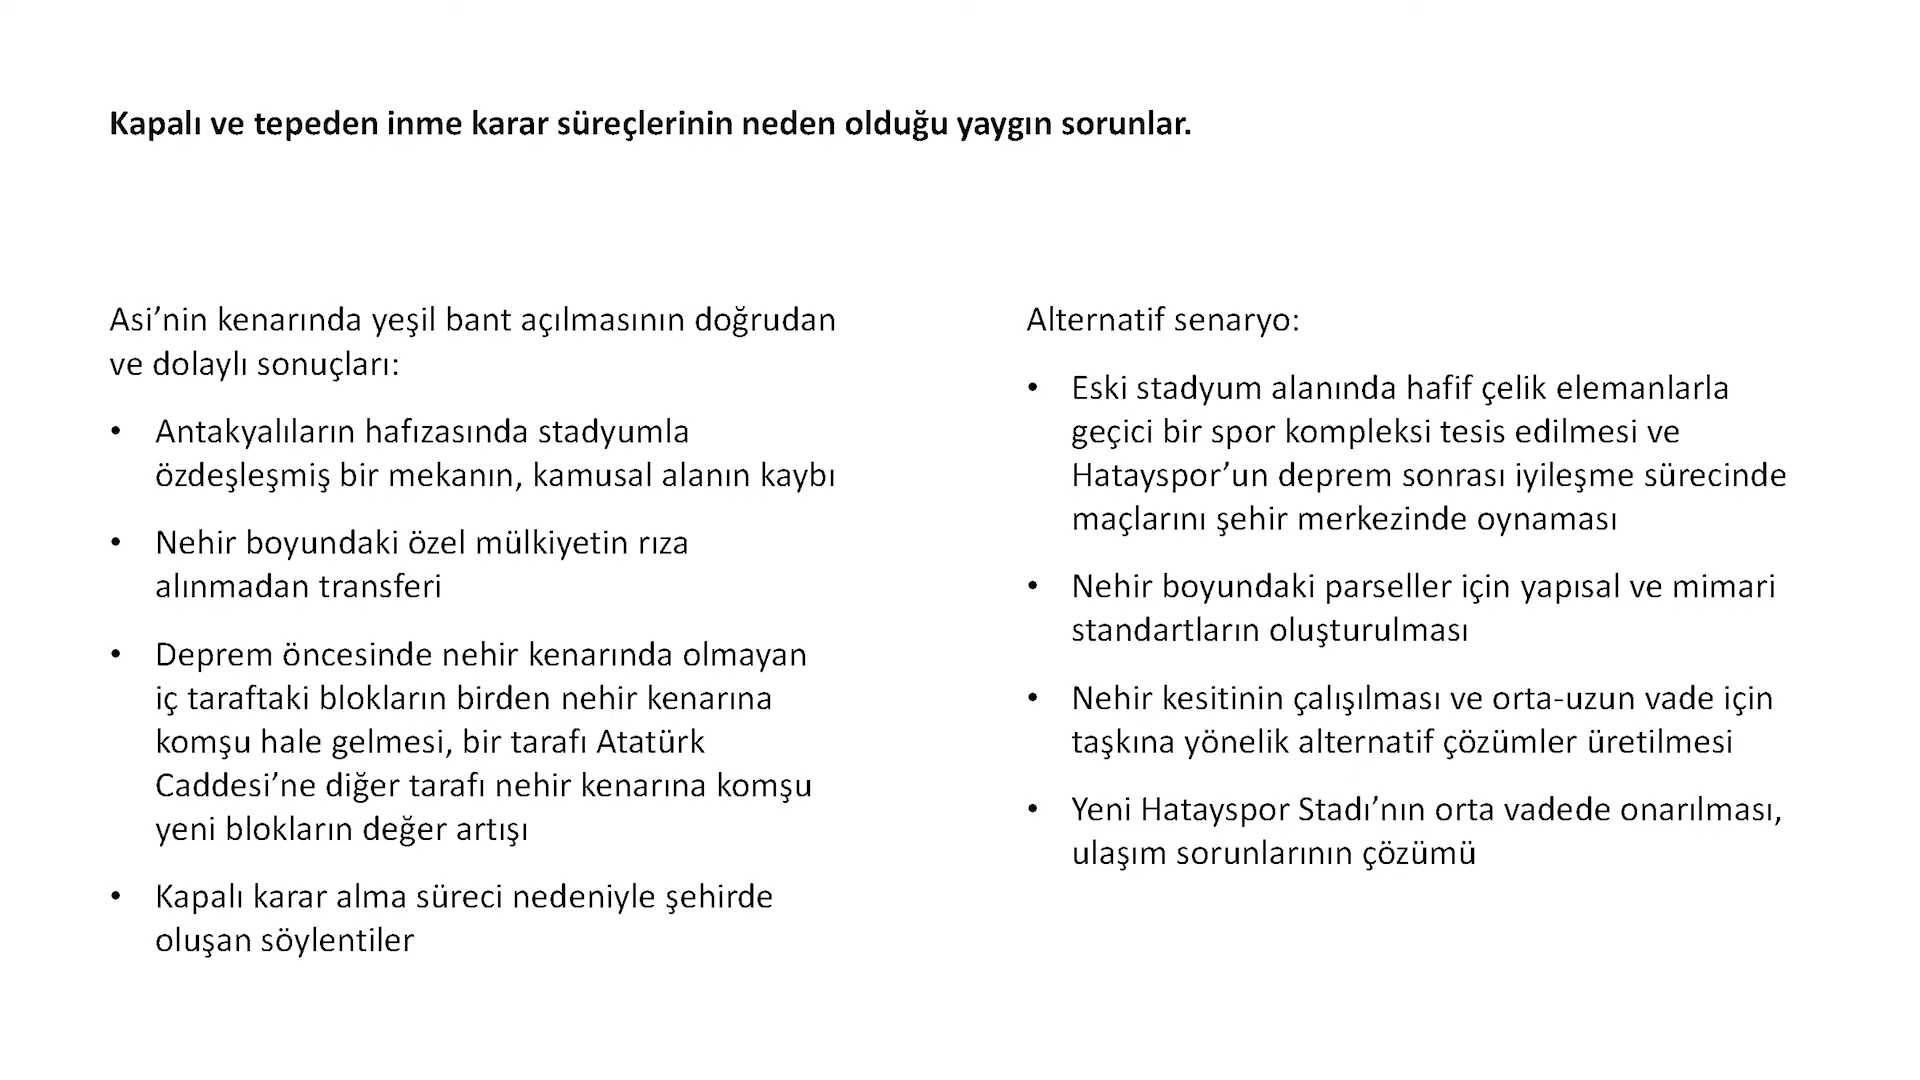 Kapalı ve tepeden inme karar süreçlerinin neden olduğu yaygın sorunlar.
Asi’nin kenarında yeşil bant açılmasının doğrudan
ve dolaylı sonuçları:
• Antakyalıların hafızasında stadyumla
özdeşleşmiş bir mekanın, kamusal alanın kaybı
• Nehir boyundaki özel mülkiyetin rıza
alınmadan transferi
• Deprem öncesinde nehir kenarında olmayan
iç taraftaki blokların birden nehir kenarına
komşu hale gelmesi, bir tarafı Atatürk
Caddesi’ne diğer tarafı nehir kenarına komşu
yeni blokların değer artışı
• Kapalı karar alma süreci nedeniyle şehirde
oluşan söylentiler
Alternatif senaryo:
• Eski stadyum alanında hafif çelik elemanlarla
geçici bir spor kompleksi tesis edilmesi ve
Hatayspor’un deprem sonrası iyileşme sürecinde
maçlarını şehir merkezinde oynaması
• Nehir boyundaki parseller için yapısal ve mimari
standartların oluşturulması
• Nehir kesitinin çalışılması ve orta-uzun vade için
taşkına yönelik alternatif çözümler üretilmesi
• Yeni Hatayspor Stadı’nın orta vadede onarılması,
ulaşım sorunlarının çözümü